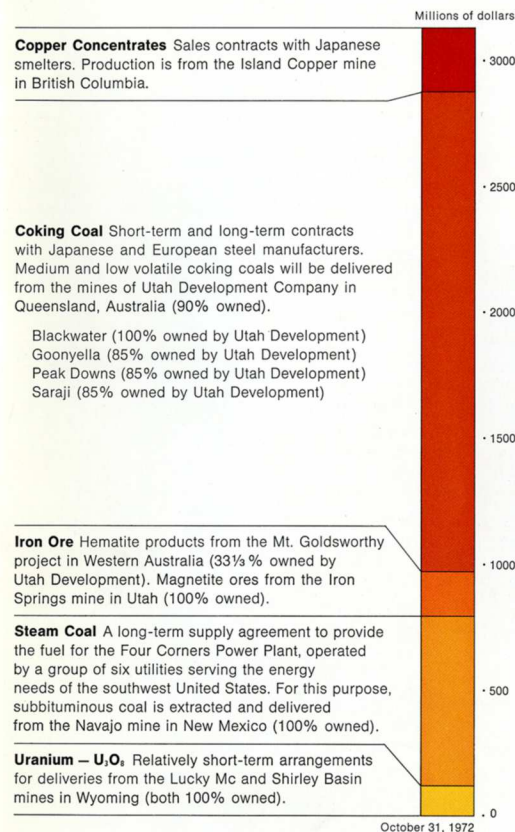 Millions of dollars
Copper Concentrates Sales contracts with Japanese
smelters. Production is from the Island Copper mine
in British Columbia.
· 3000
· 2500
Coking Coal Short-term and long-term contracts
with Japanese and European steel manufacturers.
Medium and low volatile coking coals will be delivered
from the mines of Utah Development Company in
Queensland, Australia (90% owned).
· 2000
Blackwater (100% owned by Utah Development)
Goonyella (85% owned by Utah Development)
Peak Downs (85% owned by Utah Development)
Saraji (85% owned by Utah Development)
· 1500
Iron Ore Hematite products from the Mt. Goldsworthy
project in Western Australia (33⅓% owned by
Utah Development). Magnetite ores from the Iron
Springs mine in Utah (100% owned).
· 1000
Steam Coal A long-term supply agreement to provide
the fuel for the Four Corners Power Plant, operated
by a group of six utilities serving the energy
needs of the southwest United States. For this purpose,
subbituminous coal is extracted and delivered
from the Navajo mine in New Mexico (100% owned).
· 500
Uranium — U₃O₈ Relatively short-term arrangements
for deliveries from the Lucky Mc and Shirley Basin
mines in Wyoming (both 100% owned).
· 0
October 31, 1972